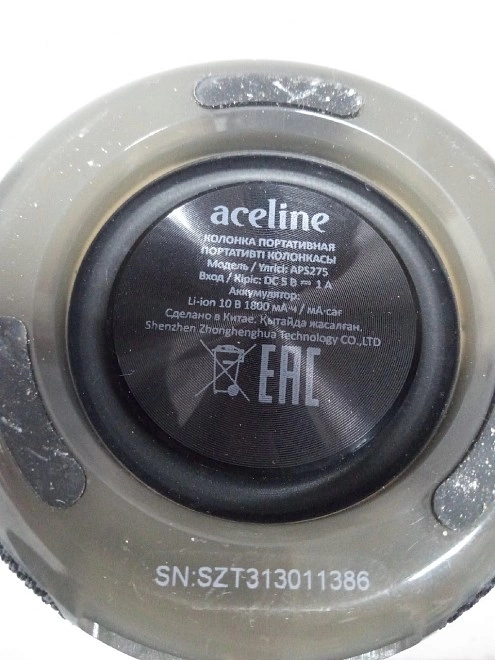 aceline
КОЛОНКА ПОРТАТИВНАЯ
ПОРТАТИВТІ КОЛОНКАСЫ
Модель / Үлгісі: APS275
Вход / Кіріс: DC 5 В ⎓ 1 А
Аккумулятор:
Li-ion 10 В 1800 мА·ч / мА·сағ
Сделано в Китае. Қытайда жасалған.
Shenzhen Zhonghenghua Technology CO.,LTD
EAC
SN:SZT313011386